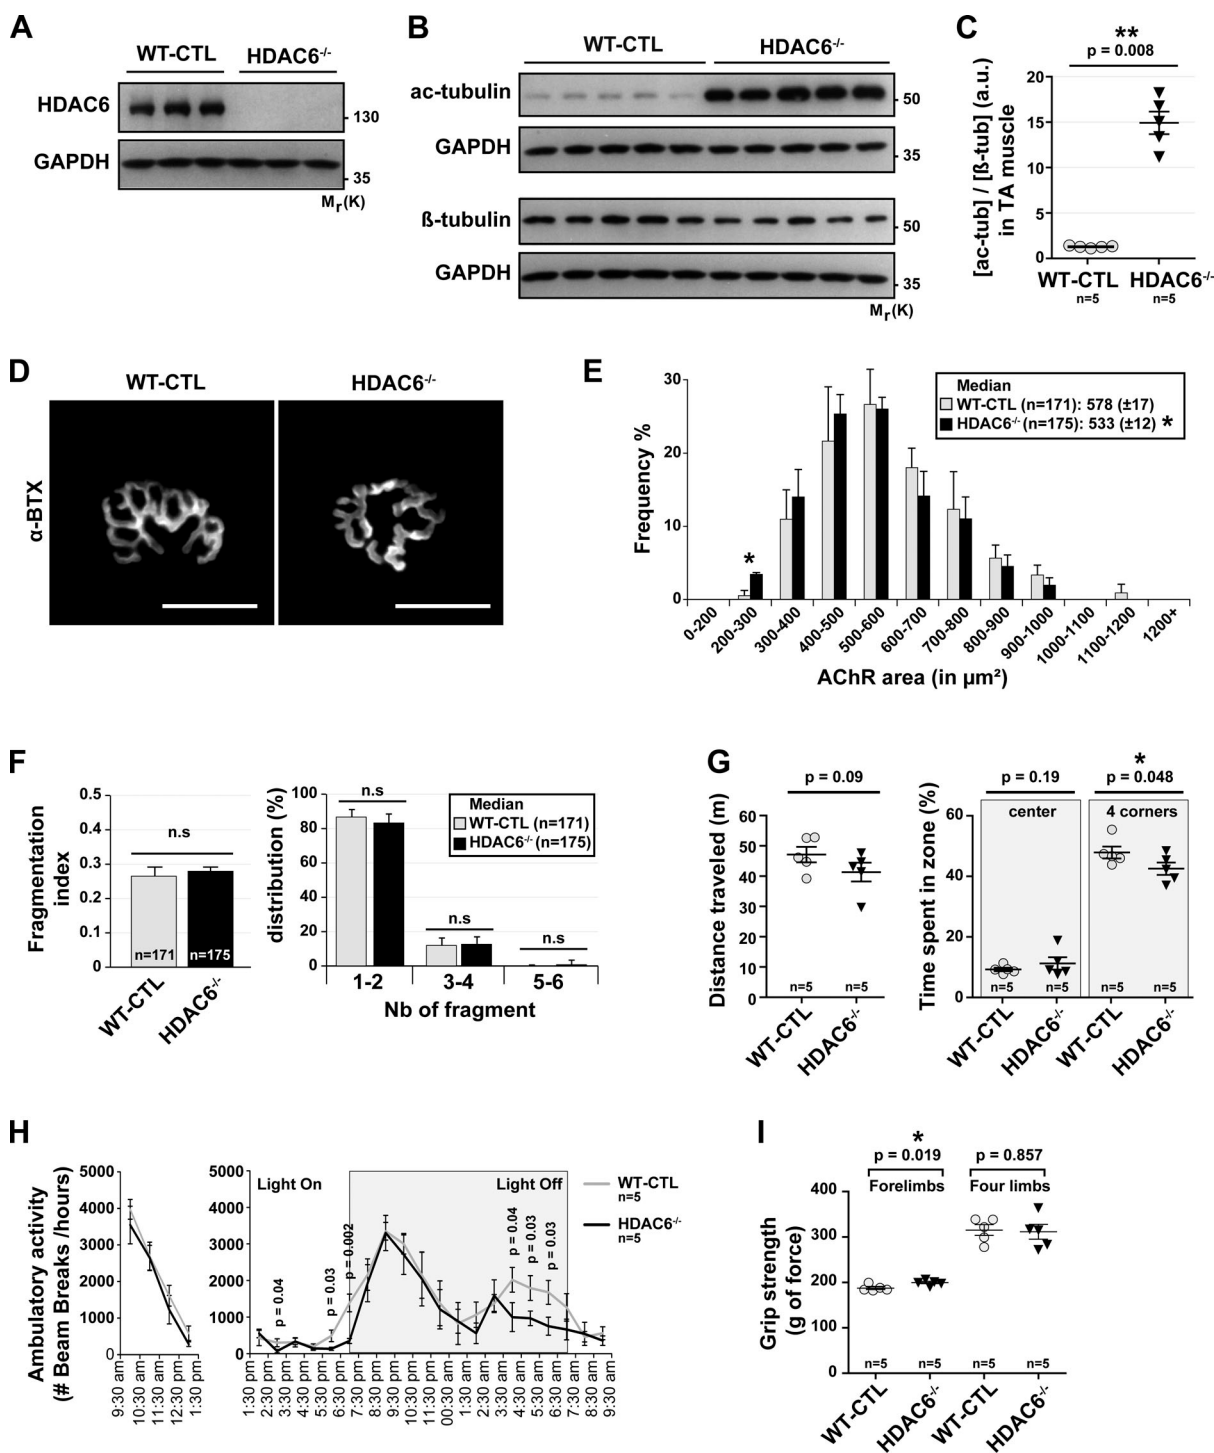 A
WT-CTL HDAC6-/-
HDAC6
130
GAPDH
35
Mr(K)
B
WT-CTL HDAC6-/-
ac-tubulin
50
GAPDH
35
ß-tubulin
50
GAPDH
35
Mr(K)
C
**
p = 0.008
[ac-tub] / [ß-tub] (a.u.)
in TA muscle
20
15
10
5
0
WT-CTL HDAC6-/-
n=5 n=5
D
WT-CTL HDAC6-/-
α-BTX
E
Frequency %
30
20
10
0
Median
WT-CTL (n=171): 578 (±17)
HDAC6-/- (n=175): 533 (±12) *
*
0-200 200-300 300-400 400-500 500-600 600-700 700-800 800-900 900-1000 1000-1100 1100-1200 1200+
AChR area (in µm²)
F
Fragmentation
index
0.5
0.4
0.3
0.2
0.1
0
n.s
n=171 n=175
WT-CTL HDAC6-/-
distribution (%)
100
80
60
40
20
0
n.s
Median
WT-CTL (n=171)
HDAC6-/- (n=175)
n.s
n.s
1-2 3-4 5-6
Nb of fragment
G
Distance traveled (m)
p = 0.09
60
50
40
30
20
10
0
n=5 n=5
WT-CTL HDAC6-/-
Time spent in zone (%)
*
p = 0.19 p = 0.048
center 4 corners
60
40
20
0
n=5 n=5 n=5 n=5
WT-CTL HDAC6-/- WT-CTL HDAC6-/-
H
Ambulatory activity
(# Beam Breaks /hours)
5000
4000
3000
2000
1000
0
9:30 am 10:30 am 11:30 am 12:30 pm 1:30 pm
5000
4000
3000
2000
1000
0
Light On Light Off
p = 0.04 p = 0.03 p = 0.002 p = 0.04 p = 0.03 p = 0.03
WT-CTL
n=5
HDAC6-/-
n=5
1:30 pm 2:30 pm 3:30 pm 4:30 pm 5:30 pm 6:30 pm 7:30 pm 8:30 pm 9:30 pm 10:30 pm 11:30 pm 00:30 am 1:30 am 2:30 am 3:30 am 4:30 am 5:30 am 6:30 am 7:30 am 8:30 am 9:30 am
I
*
p = 0.019 p = 0.857
Forelimbs Four limbs
Grip strength
(g of force)
400
300
200
100
0
n=5 n=5 n=5 n=5
WT-CTL HDAC6-/- WT-CTL HDAC6-/-